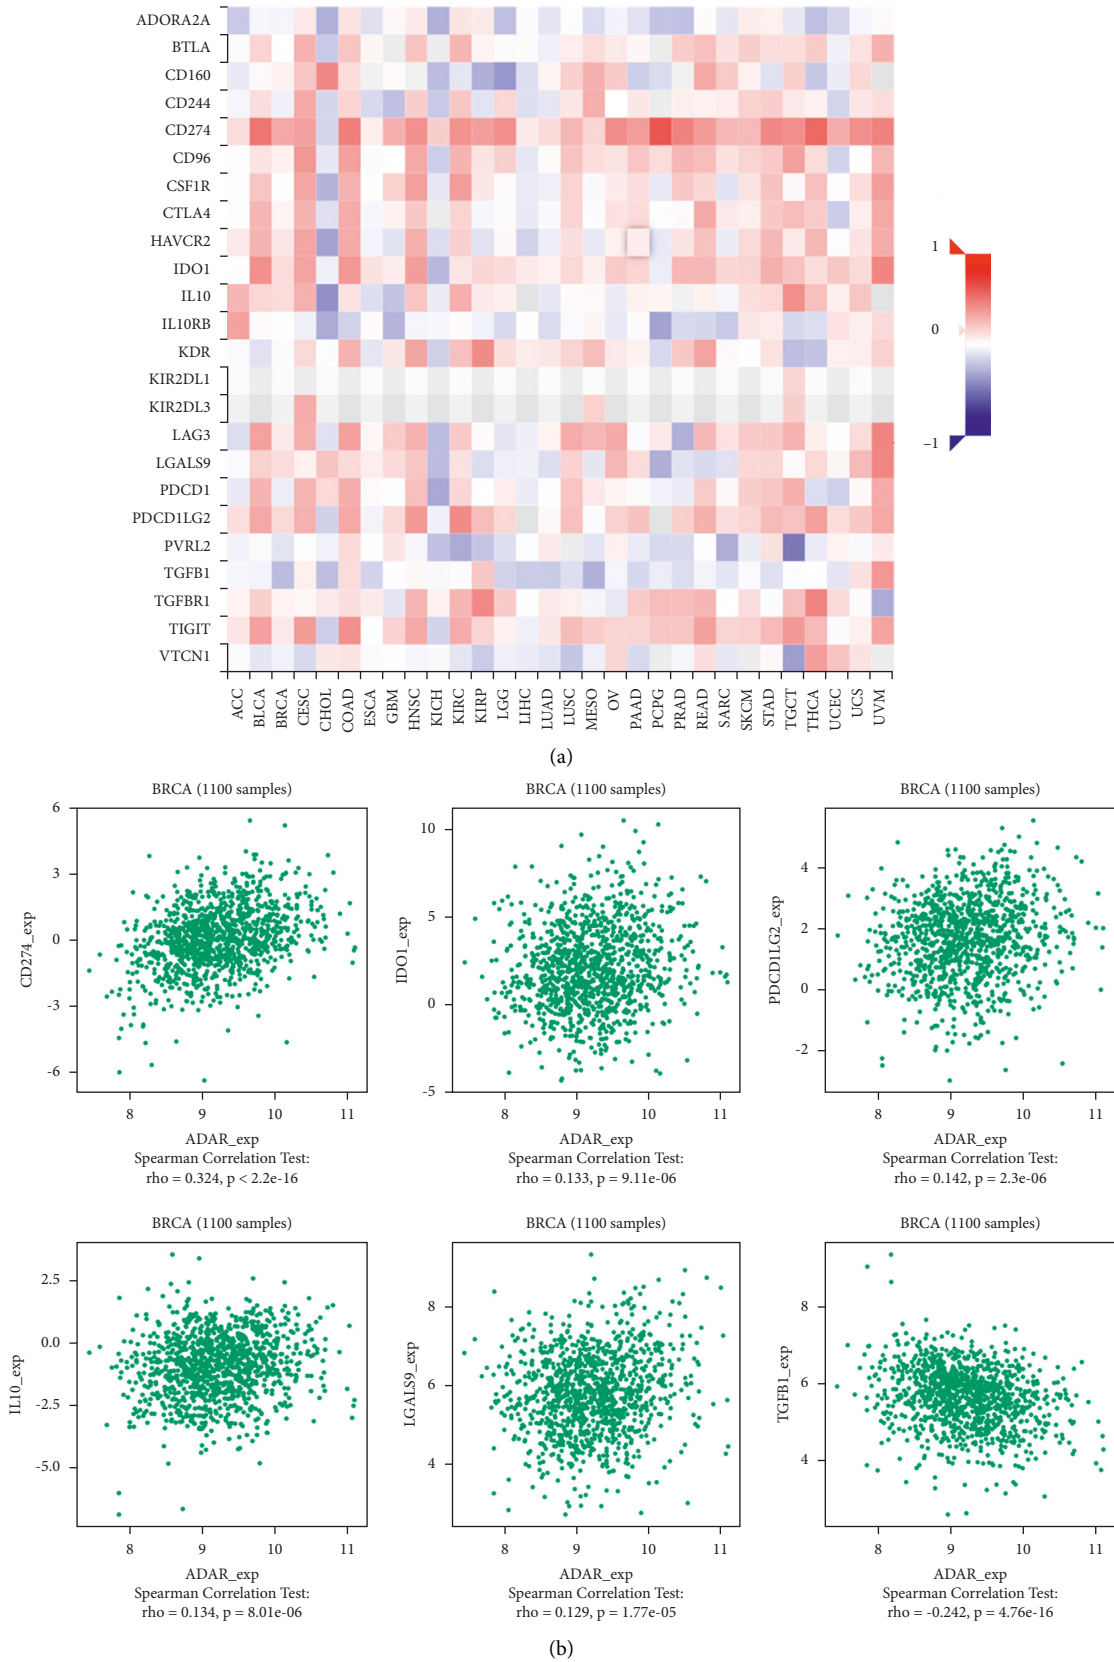 ADORA2A
BTLA
CD160
CD244
CD274
CD96
CSF1R
CTLA4
HAVCR2
IDO1
IL10
IL10RB
KDR
KIR2DL1
KIR2DL3
LAG3
LGALS9
PDCD1
PDCD1LG2
PVRL2
TGFB1
TGFBR1
TIGIT
VTCN1
1
0
–1
ACC
BLCA
BRCA
CESC
CHOL
COAD
ESCA
GBM
HNSC
KICH
KIRC
KIRP
LGG
LIHC
LUAD
LUSC
MESO
OV
PAAD
PCPG
PRAD
READ
SARC
SKCM
STAD
TGCT
THCA
UCEC
UCS
UVM
(a)
BRCA (1100 samples)
6
3
0
-3
-6
CD274_exp
8 9 10 11
ADAR_exp
Spearman Correlation Test:
rho = 0.324, p < 2.2e-16
BRCA (1100 samples)
10
5
0
-5
IDO1_exp
8 9 10 11
ADAR_exp
Spearman Correlation Test:
rho = 0.133, p = 9.11e-06
BRCA (1100 samples)
4
2
0
-2
PDCD1LG2_exp
8 9 10 11
ADAR_exp
Spearman Correlation Test:
rho = 0.142, p = 2.3e-06
BRCA (1100 samples)
2.5
0.0
-2.5
-5.0
IL10_exp
8 9 10 11
ADAR_exp
Spearman Correlation Test:
rho = 0.134, p = 8.01e-06
BRCA (1100 samples)
8
6
4
LGALS9_exp
8 9 10 11
ADAR_exp
Spearman Correlation Test:
rho = 0.129, p = 1.77e-05
BRCA (1100 samples)
8
6
4
TGFB1_exp
8 9 10 11
ADAR_exp
Spearman Correlation Test:
rho = -0.242, p = 4.76e-16
(b)